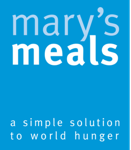 mary's
meals
a simple solution
to world hunger